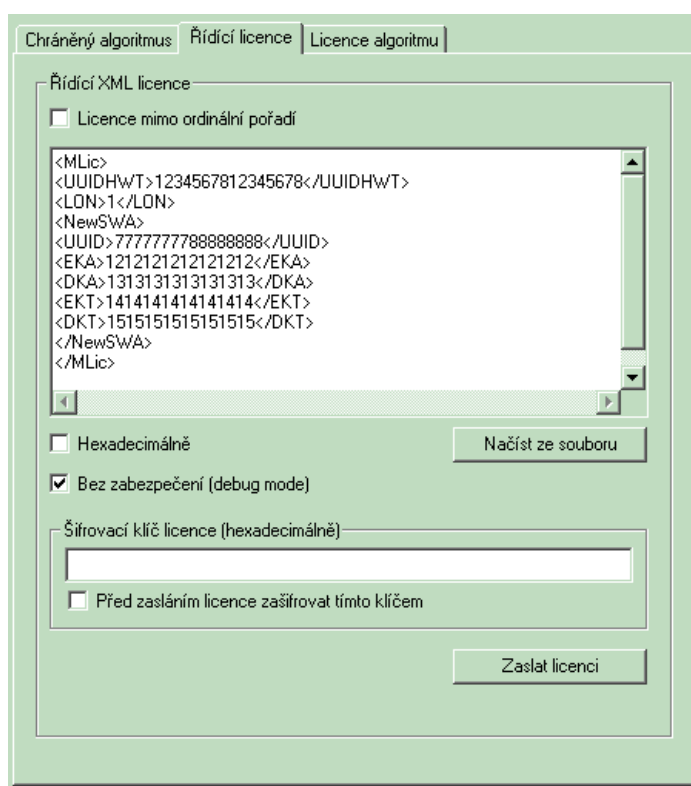 Chráněný algoritmus Řídící licence Licence algoritmu
Řídící XML licence
Licence mimo ordinální pořadí
<MLic>
<UUIDHWT>1234567812345678</UUIDHWT>
<LON>1</LON>
<NewSWA>
<UUID>7777777788888888</UUID>
<EKA>1212121212121212</EKA>
<DKA>1313131313131313</DKA>
<EKT>1414141414141414</EKT>
<DKT>1515151515151515</DKT>
</NewSWA>
</MLic>
Hexadecimálně Načíst ze souboru
Bez zabezpečení (debug mode)
Šifrovací klíč licence (hexadecimálně)
Před zasláním licence zašifrovat tímto klíčem
Zaslat licenci